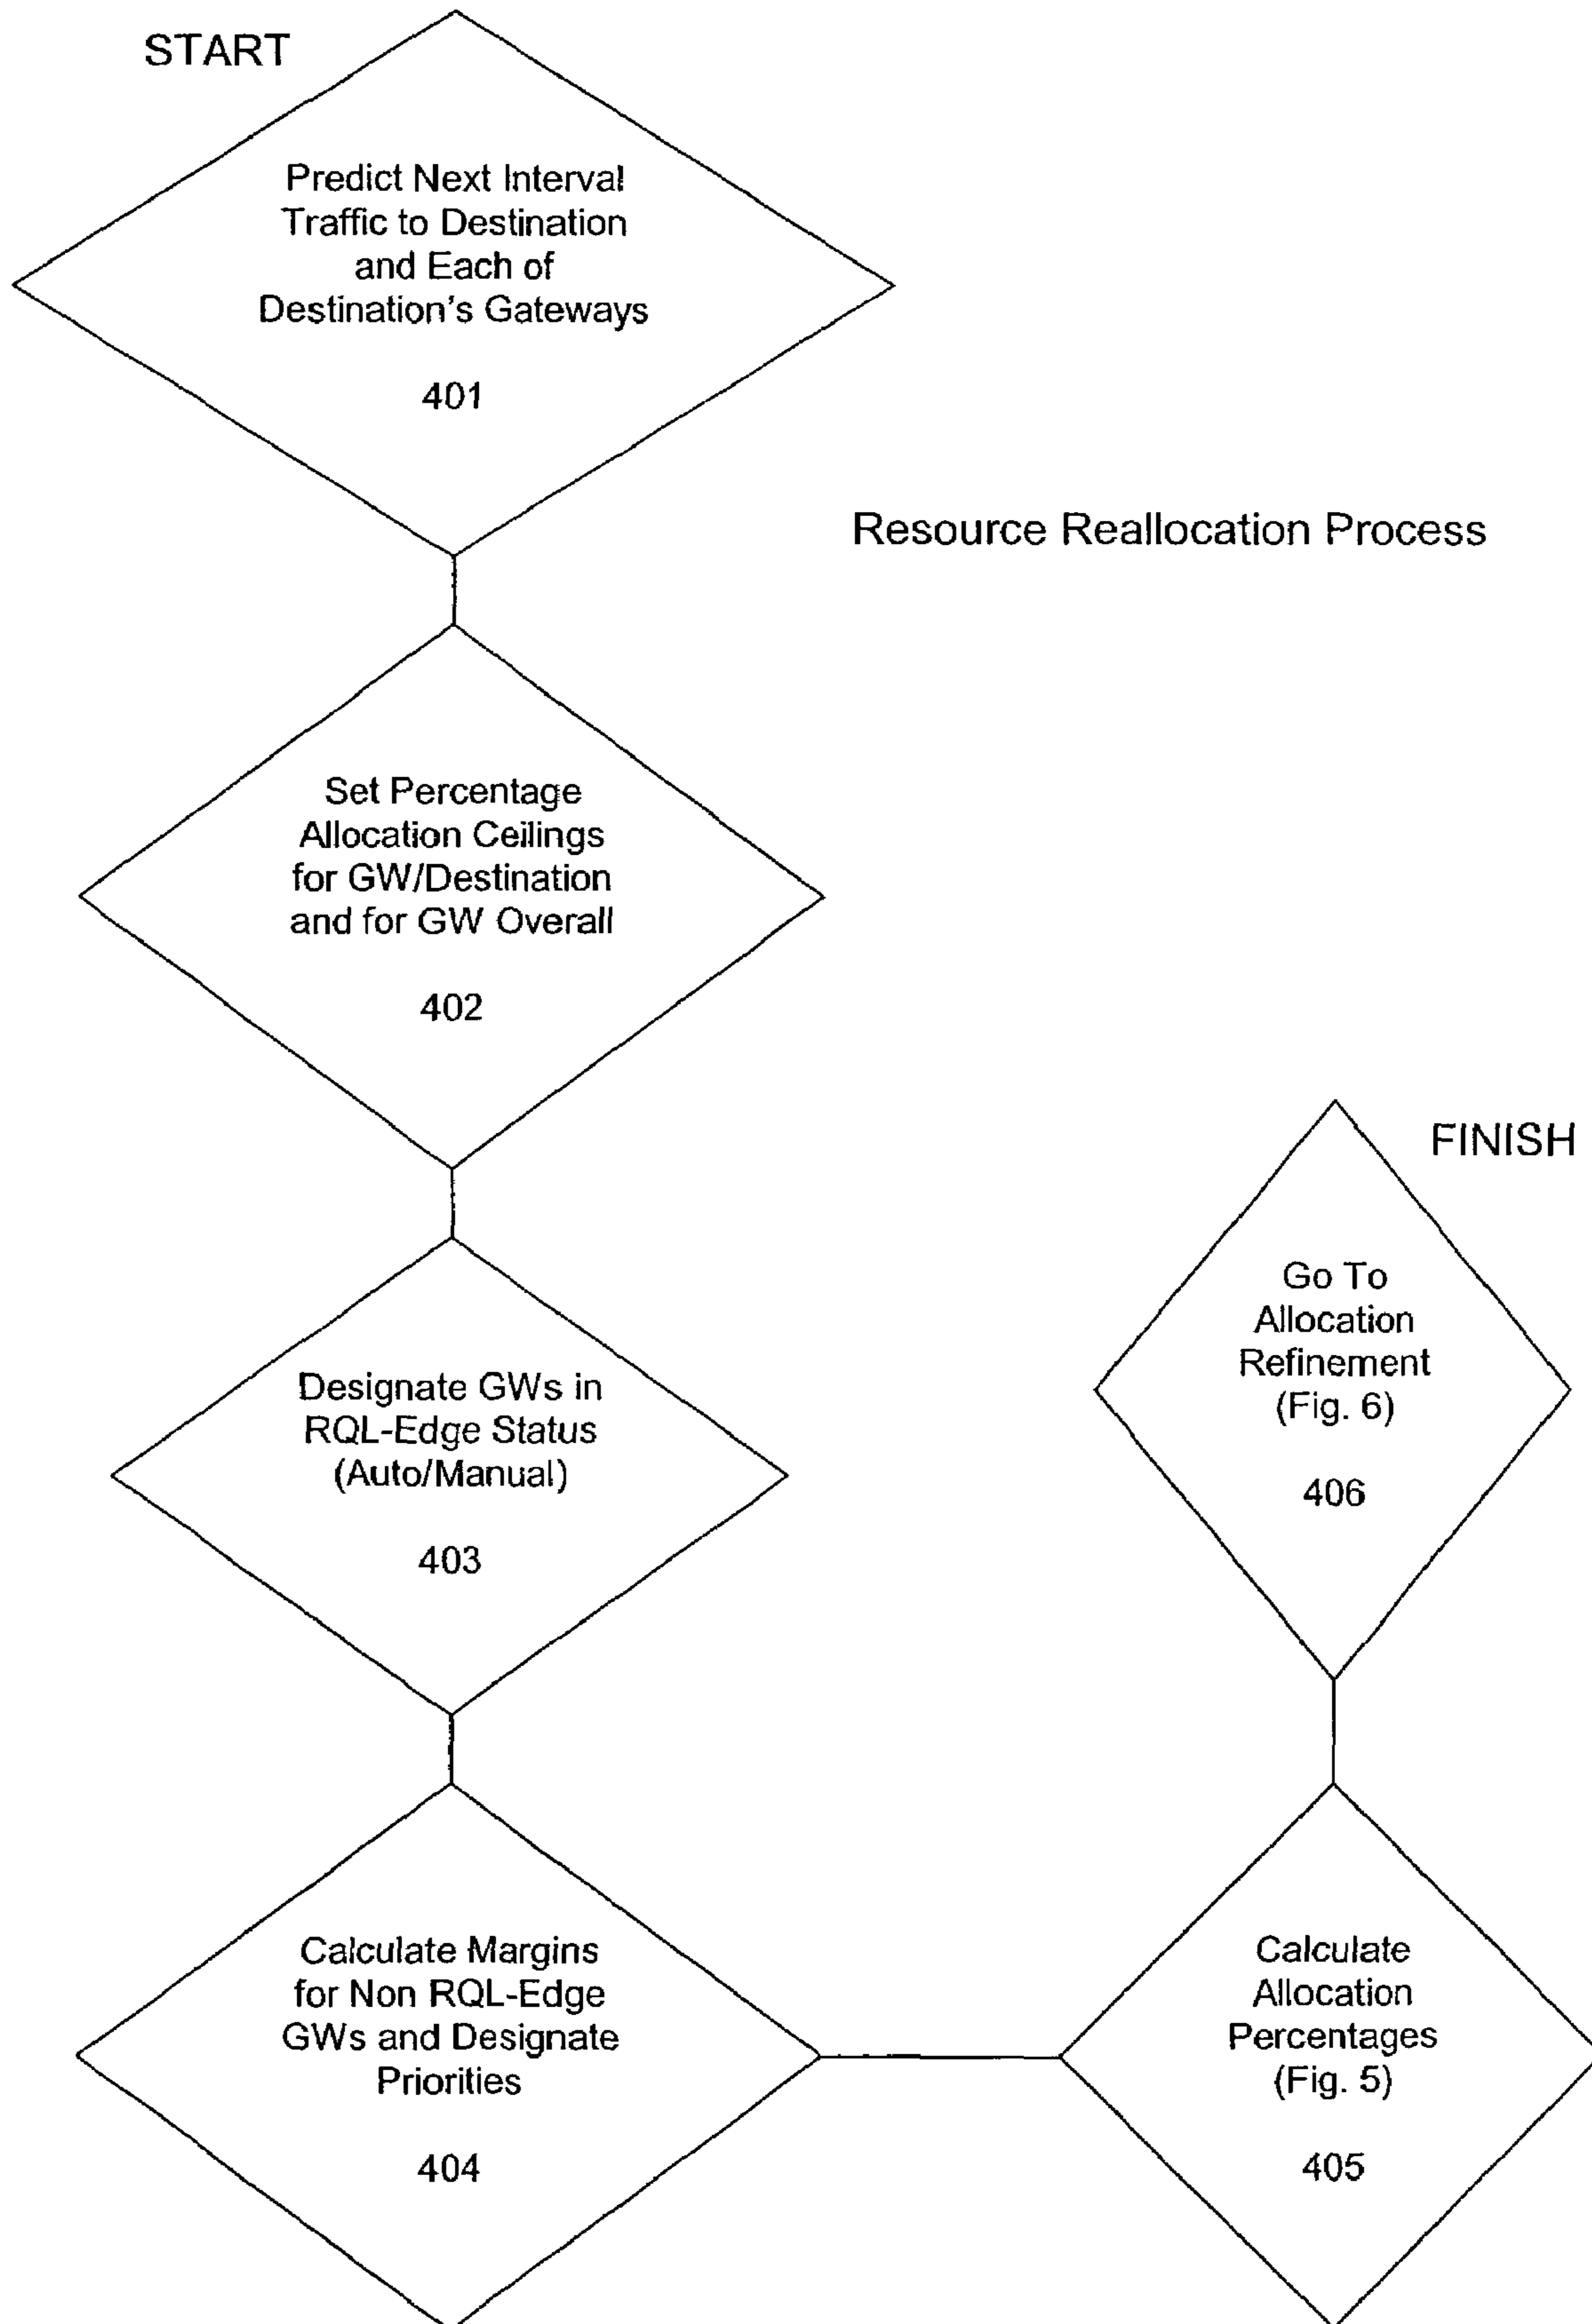 START
Predict Next Interval
Traffic to Destination
and Each of
Destination's Gateways
401
Resource Reallocation Process
Set Percentage
Allocation Ceilings
for GW/Destination
and for GW Overall
402
Designate GWs in
RQL-Edge Status
(Auto/Manual)
403
Calculate Margins
for Non RQL-Edge
GWs and Designate
Priorities
404
Calculate
Allocation
Percentages
(Fig. 5)
405
FINISH
Go To
Allocation
Refinement
(Fig. 6)
406